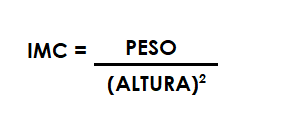 IMC = PESO
(ALTURA)²